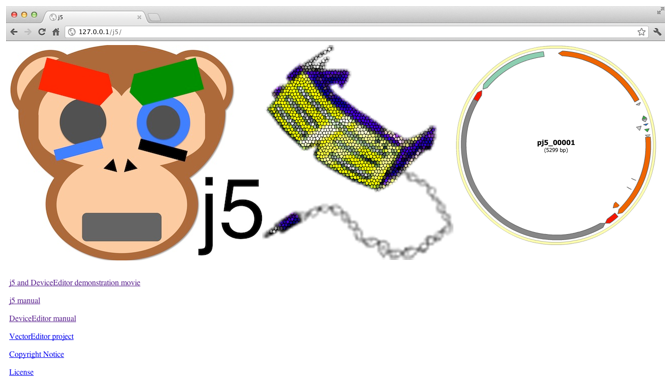 j5
127.0.0.1/j5/
j5
pj5_00001
(5299 bp)
j5 and DeviceEditor demonstration movie
j5 manual
DeviceEditor manual
VectorEditor project
Copyright Notice
License